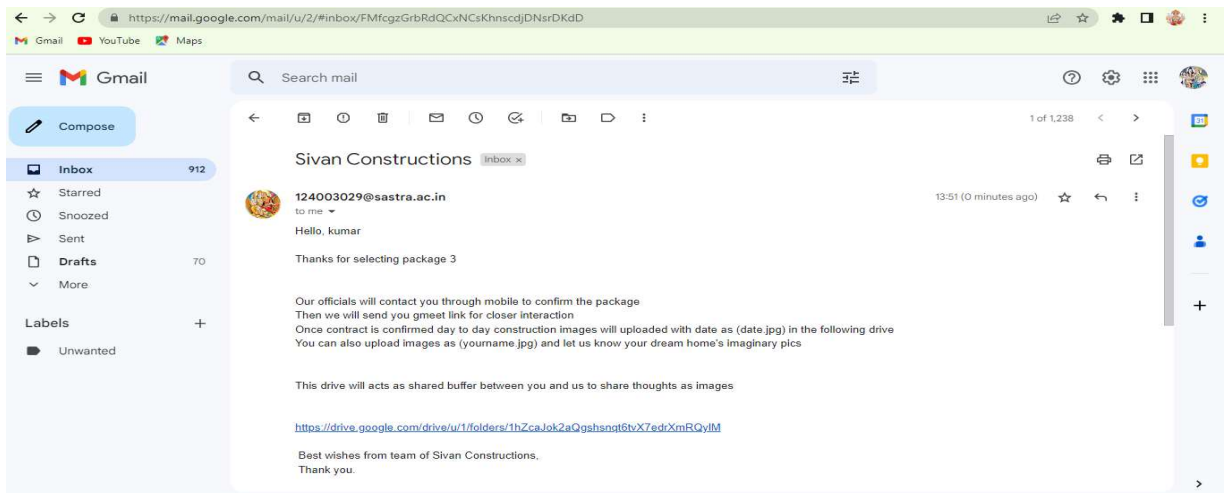 https://mail.google.com/mail/u/2/#inbox/FMfcgzGrbRdQCxNCsKhnscdjDNsrDKdD
Gmail YouTube Maps
Gmail
Search mail
Compose
1 of 1,238
31
Sivan Constructions Inbox x
Inbox 912
124003029@sastra.ac.in 13:51 (0 minutes ago)
Starred
to me
Snoozed
Hello, kumar
Sent
Drafts 70
Thanks for selecting package 3
More
Our officials will contact you through mobile to confirm the package
Then we will send you gmeet link for closer interaction
Labels +
Once contract is confirmed day to day construction images will uploaded with date as (date.jpg) in the following drive
You can also upload images as (yourname.jpg) and let us know your dream home's imaginary pics
Unwanted
This drive will acts as shared buffer between you and us to share thoughts as images
https://drive.google.com/drive/u/1/folders/1hZcaJok2aQgshsnqt6tvX7edrXmRQyIM
Best wishes from team of Sivan Constructions,
Thank you.